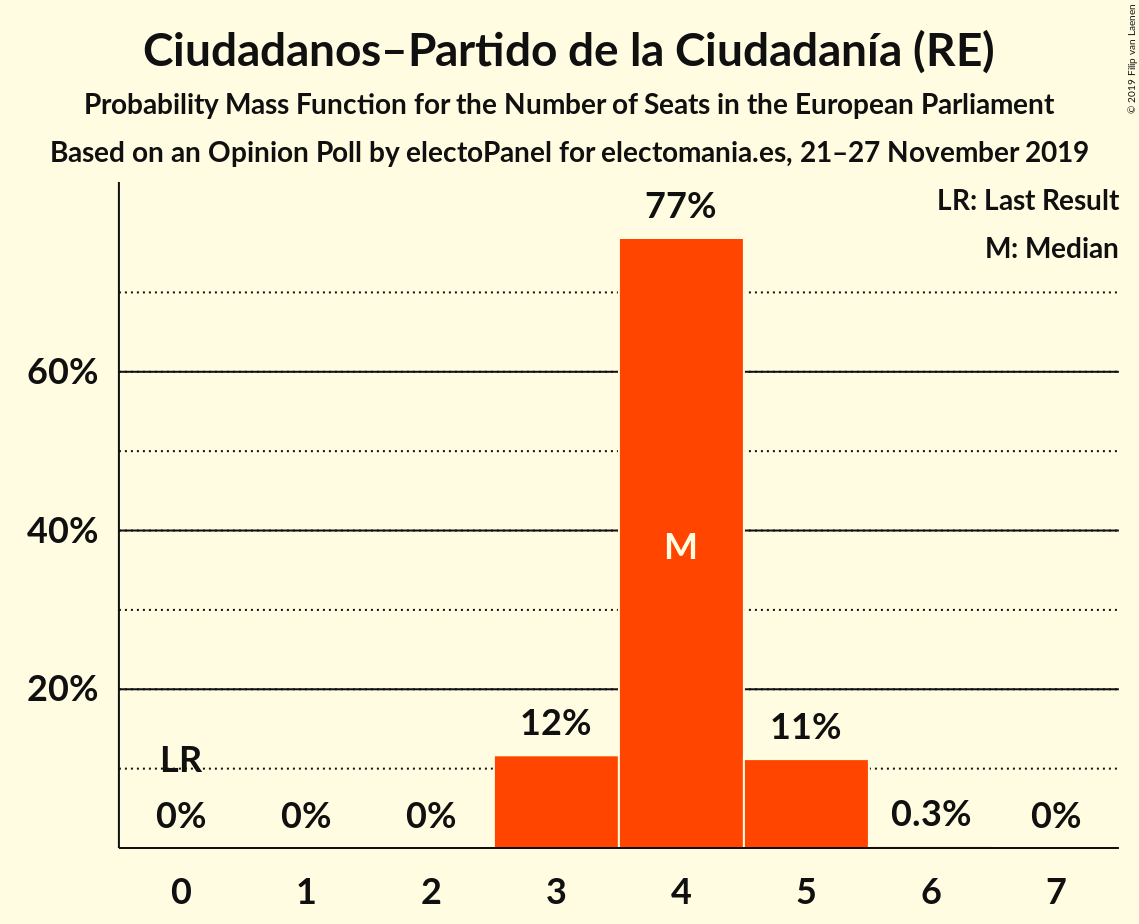 Ciudadanos–Partido de la Ciudadanía (RE)
Probability Mass Function for the Number of Seats in the European Parliament
Based on an Opinion Poll by electoPanel for electomania.es, 21–27 November 2019
© 2019 Filip van Laenen
LR: Last Result
M: Median
77%
60%
40%
M
20%
12%
11%
LR
0%
0%
0%
0.3%
0%
0 1 2 3 4 5 6 7